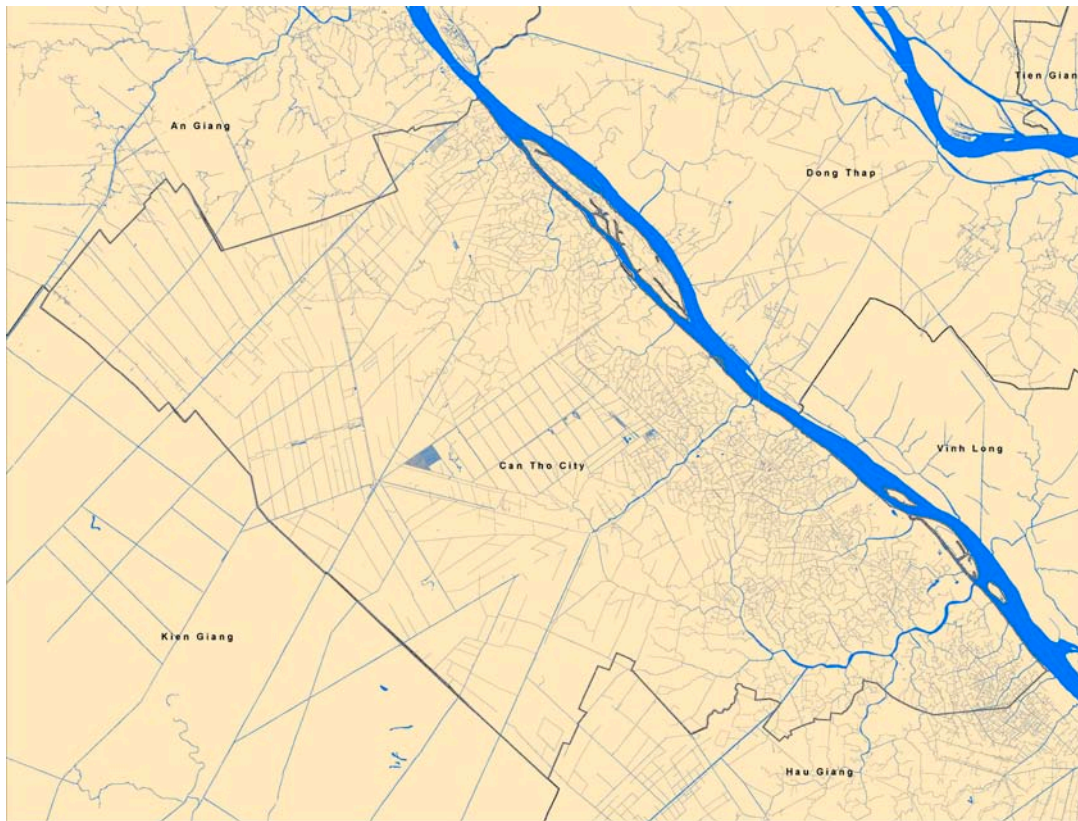 Tien Gian
An Giang
Dong Thap
Vinh Long
Can Tho City
Kien Giang
Hau Giang